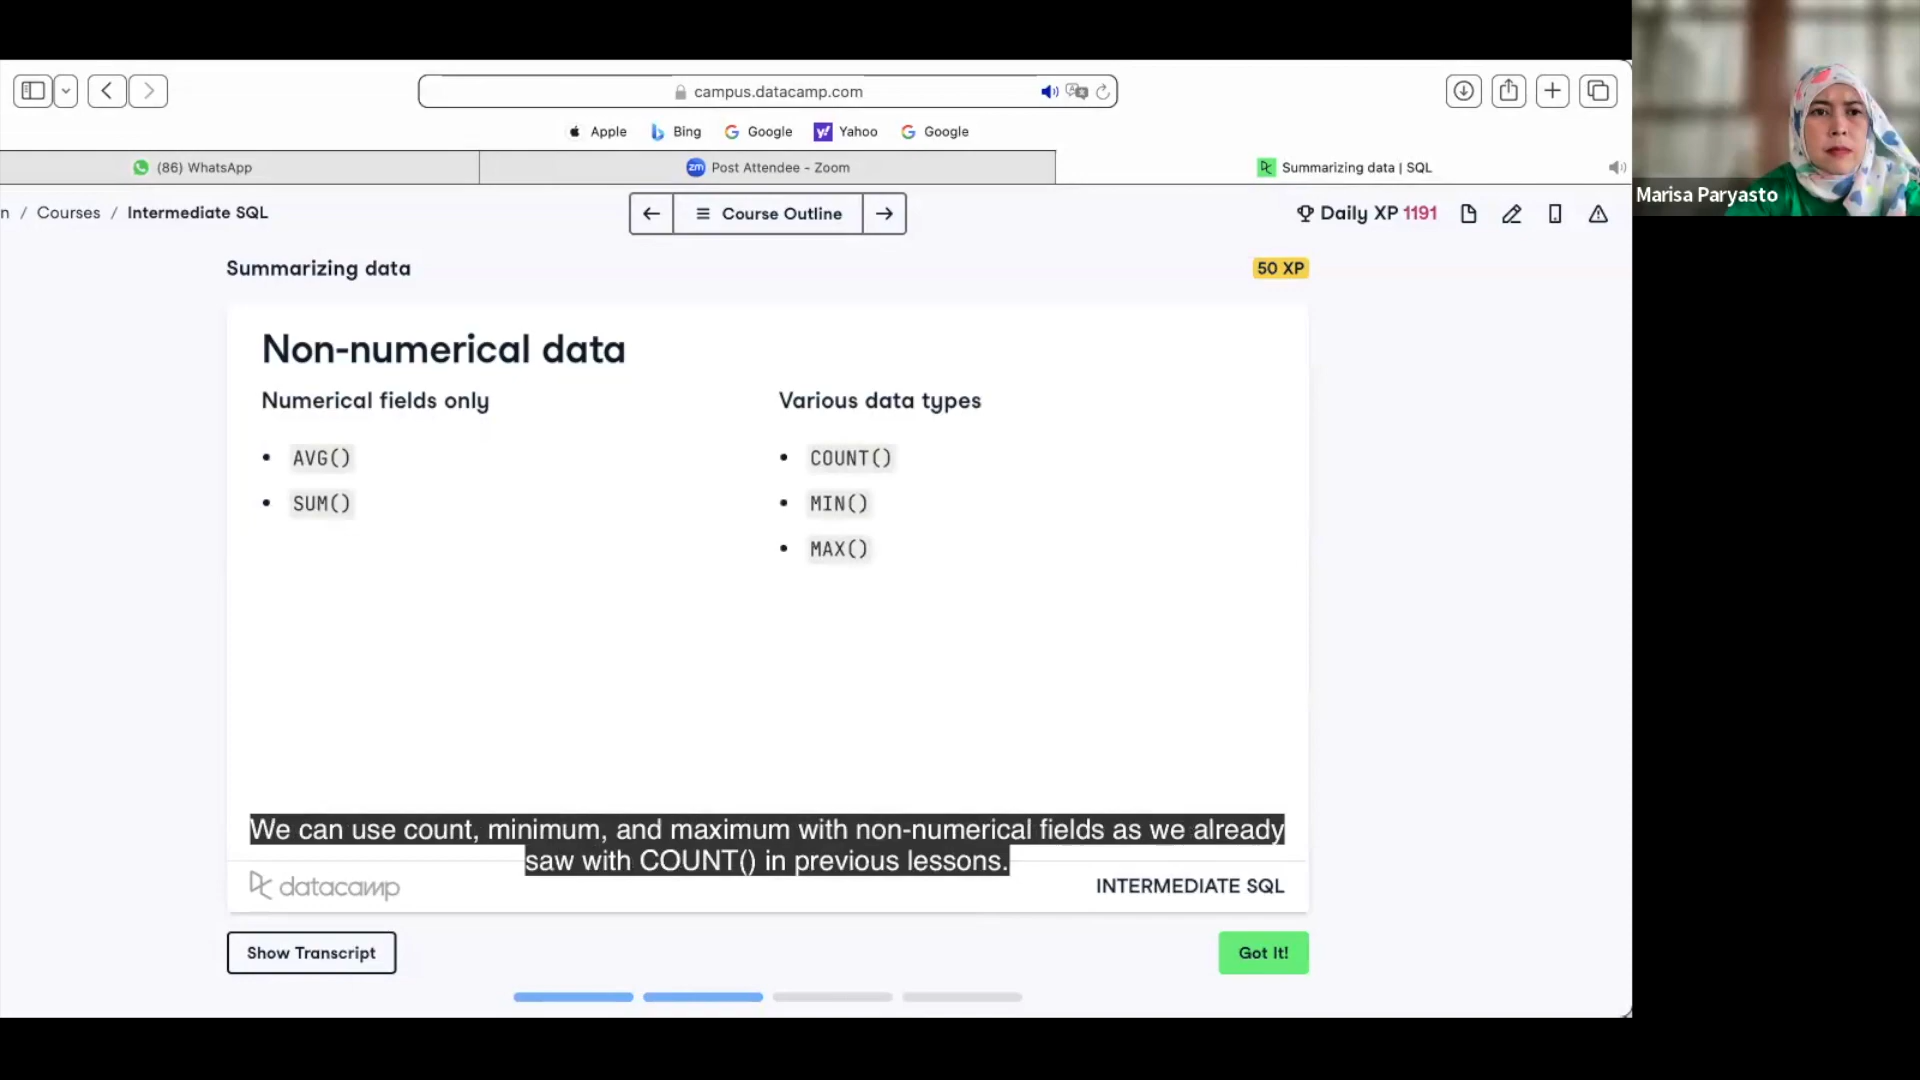 campus.datacamp.com
Apple
Bing
Google
Yahoo
Google
(86) WhatsApp
zm Post Attendee - Zoom
Summarizing data | SQL
n / Courses / Intermediate SQL
Course Outline
Daily XP 1191
Marisa Paryasto
Summarizing data
50 XP
Non-numerical data
Numerical fields only
• AVG()
• SUM()
Various data types
• COUNT()
• MIN()
• MAX()
We can use count, minimum, and maximum with non-numerical fields as we already
saw with COUNT() in previous lessons.
datacamp
INTERMEDIATE SQL
Show Transcript
Got It!